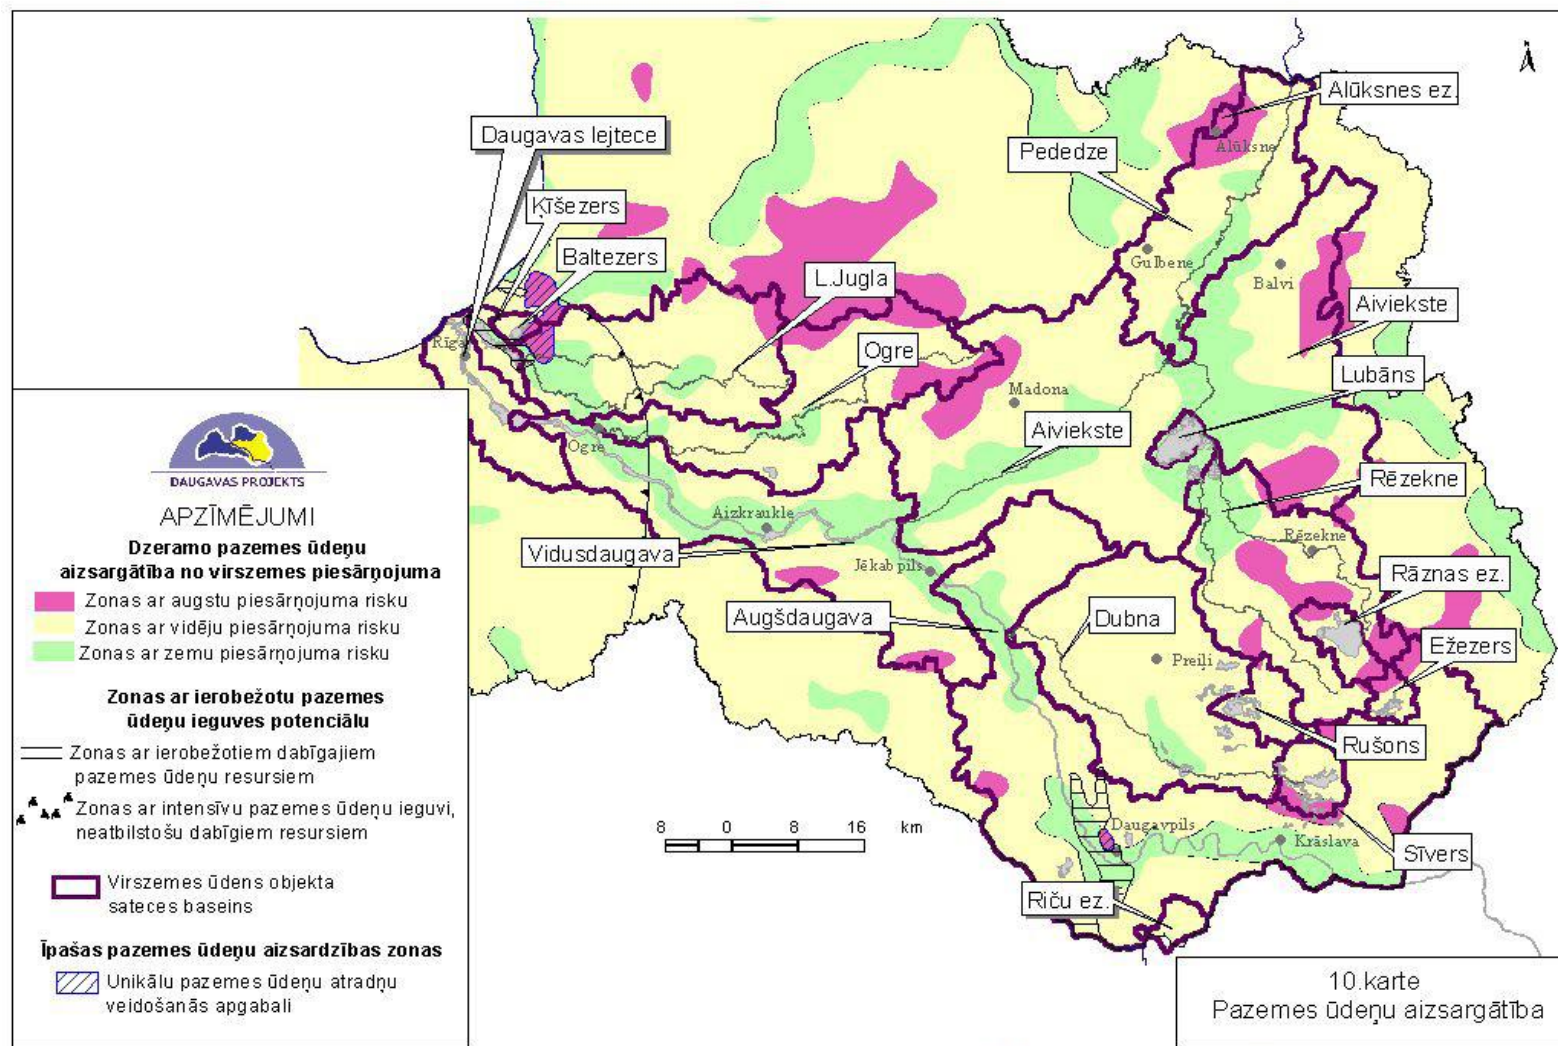 Daugavas lejtece
Ķīšezers
Baltezers
L.Jugla
Ogre
Pededze
Alūksnes ez.
Alūksne
Gulbene
Balvi
Aiviekste
Lubāns
Rīga
Madona
Aiviekste
Ogre
Rēzekne
Aizkraukle
Vidusdaugava
Jēkabpils
Rēzekne
Rāznas ez.
Augšdaugava
Dubna
Preiļi
Ežezers
Rušons
Daugavpils
Krāslava
Sīvers
Riču ez.
8 0 8 16 km
DAUGAVAS PROJEKTS
APZĪMĒJUMI
Dzeramo pazemes ūdeņu
aizsargātība no virszemes piesārņojuma
Zonas ar augstu piesārņojuma risku
Zonas ar vidēju piesārņojuma risku
Zonas ar zemu piesārņojuma risku
Zonas ar ierobežotu pazemes
ūdeņu ieguves potenciālu
Zonas ar ierobežotiem dabīgajiem
pazemes ūdeņu resursiem
Zonas ar intensīvu pazemes ūdeņu ieguvi,
neatbilstošu dabīgiem resursiem
Virszemes ūdens objekta
sateces baseins
Īpašas pazemes ūdeņu aizsardzības zonas
Unikālu pazemes ūdeņu atradņu
veidošanās apgabali
10.karte
Pazemes ūdeņu aizsargātība